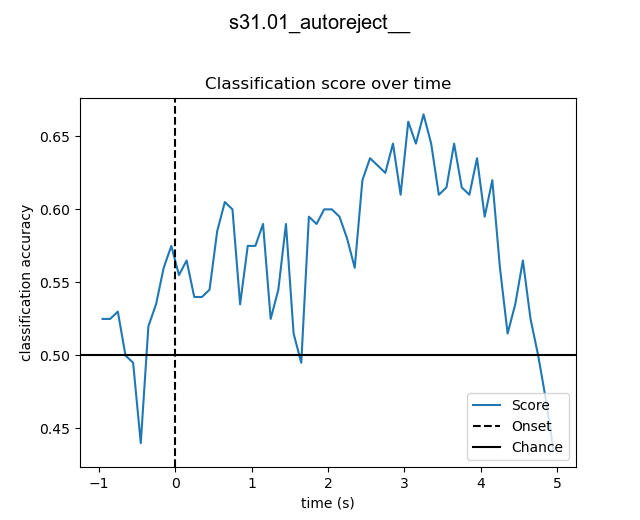 s31.01_autoreject__
Classification score over time
classification accuracy
0.65
0.60
0.55
0.50
0.45
−1
0
1
2
3
4
5
time (s)
Score
Onset
Chance